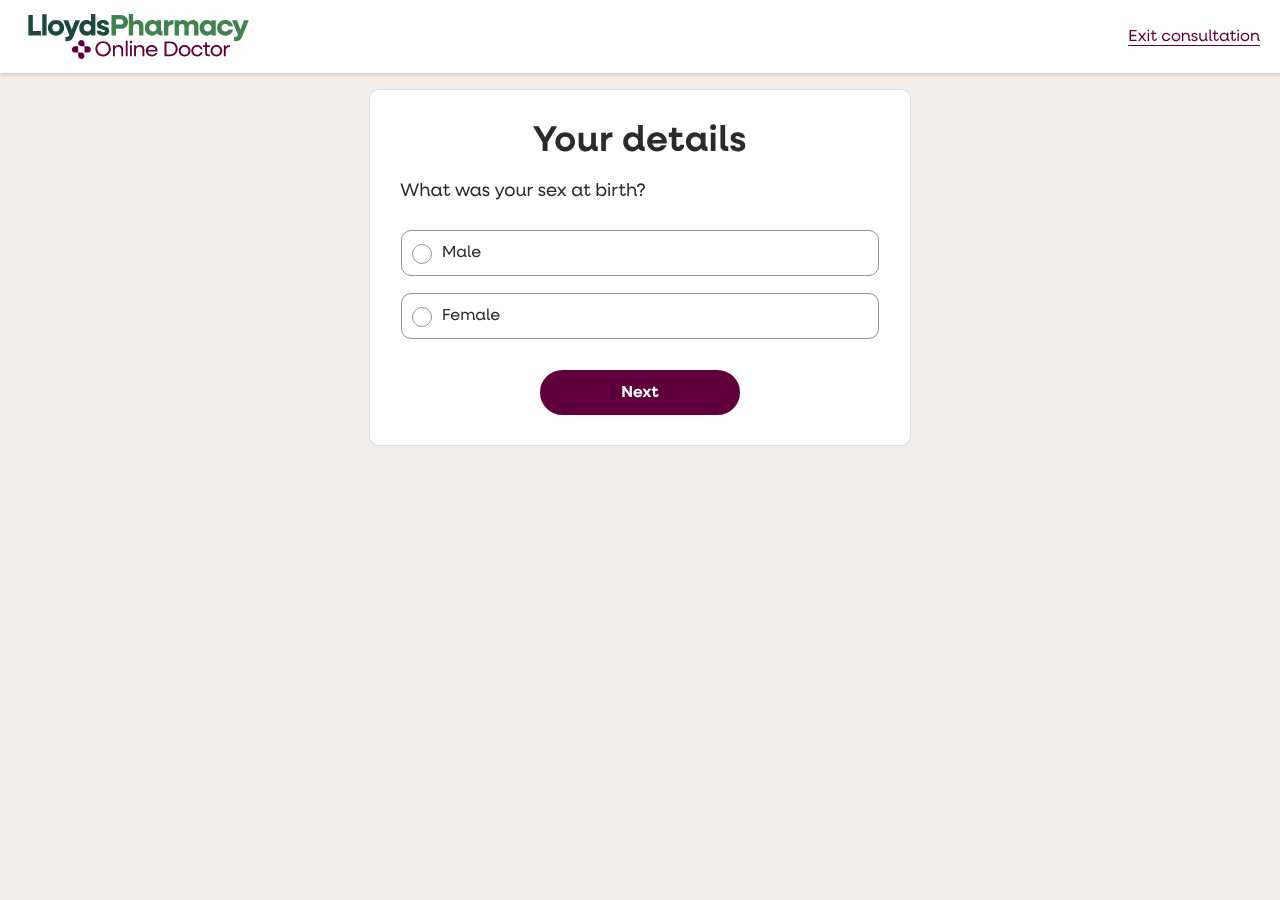 LloydsPharmacy
Online Doctor
Exit consultation
Your details
What was your sex at birth?
Male
Female
Next